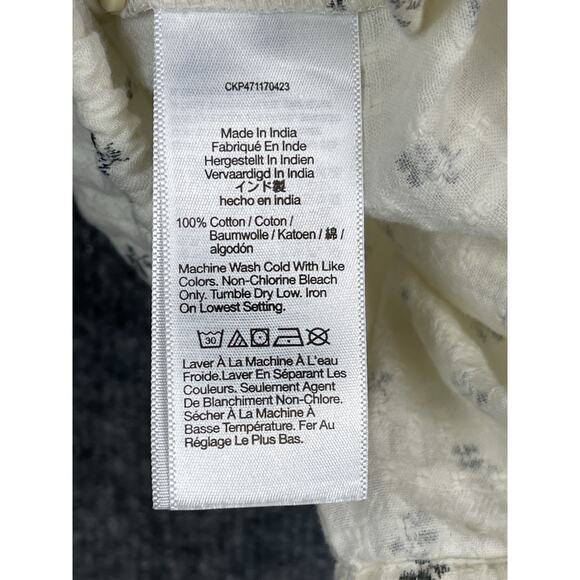 CKP471170423
Made In India
Fabriqué En Inde
Hergestellt In Indien
Vervaardigd In India
インド製
hecho en india
100% Cotton / Coton /
Baumwolle / Katoen / 綿 /
algodón
Machine Wash Cold With Like
Colors. Non-Chlorine Bleach
Only. Tumble Dry Low. Iron
On Lowest Setting.
30
Laver À La Machine À L'eau
Froide.Laver En Séparant Les
Couleurs. Seulement Agent
De Blanchiment Non-Chlore.
Sécher À La Machine À
Basse Température. Fer Au
Réglage Le Plus Bas.